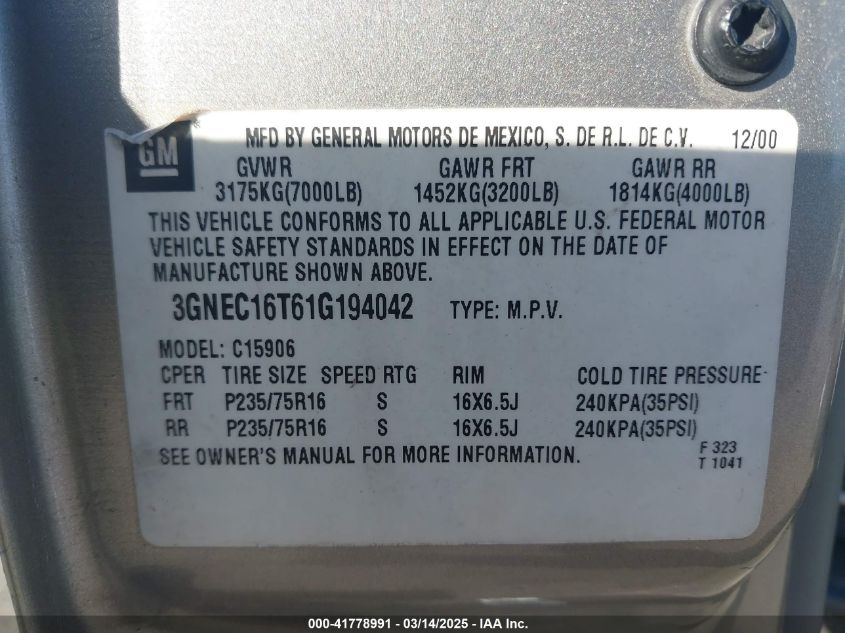 GM
MFD BY GENERAL MOTORS DE MEXICO, S. DE R.L. DE C.V. 12/00
GVWR GAWR FRT GAWR RR
3175KG(7000LB) 1452KG(3200LB) 1814KG(4000LB)
THIS VEHICLE CONFORMS TO ALL APPLICABLE U.S. FEDERAL MOTOR
VEHICLE SAFETY STANDARDS IN EFFECT ON THE DATE OF
MANUFACTURE SHOWN ABOVE.
3GNEC16T61G194042 TYPE: M.P.V.
MODEL: C15906
CPER TIRE SIZE SPEED RTG RIM COLD TIRE PRESSURE
FRT P235/75R16 S 16X6.5J 240KPA(35PSI)
RR P235/75R16 S 16X6.5J 240KPA(35PSI)
SEE OWNER'S MANUAL FOR MORE INFORMATION.
F 323
T 1041
000-41778991 - 03/14/2025 - IAA Inc.